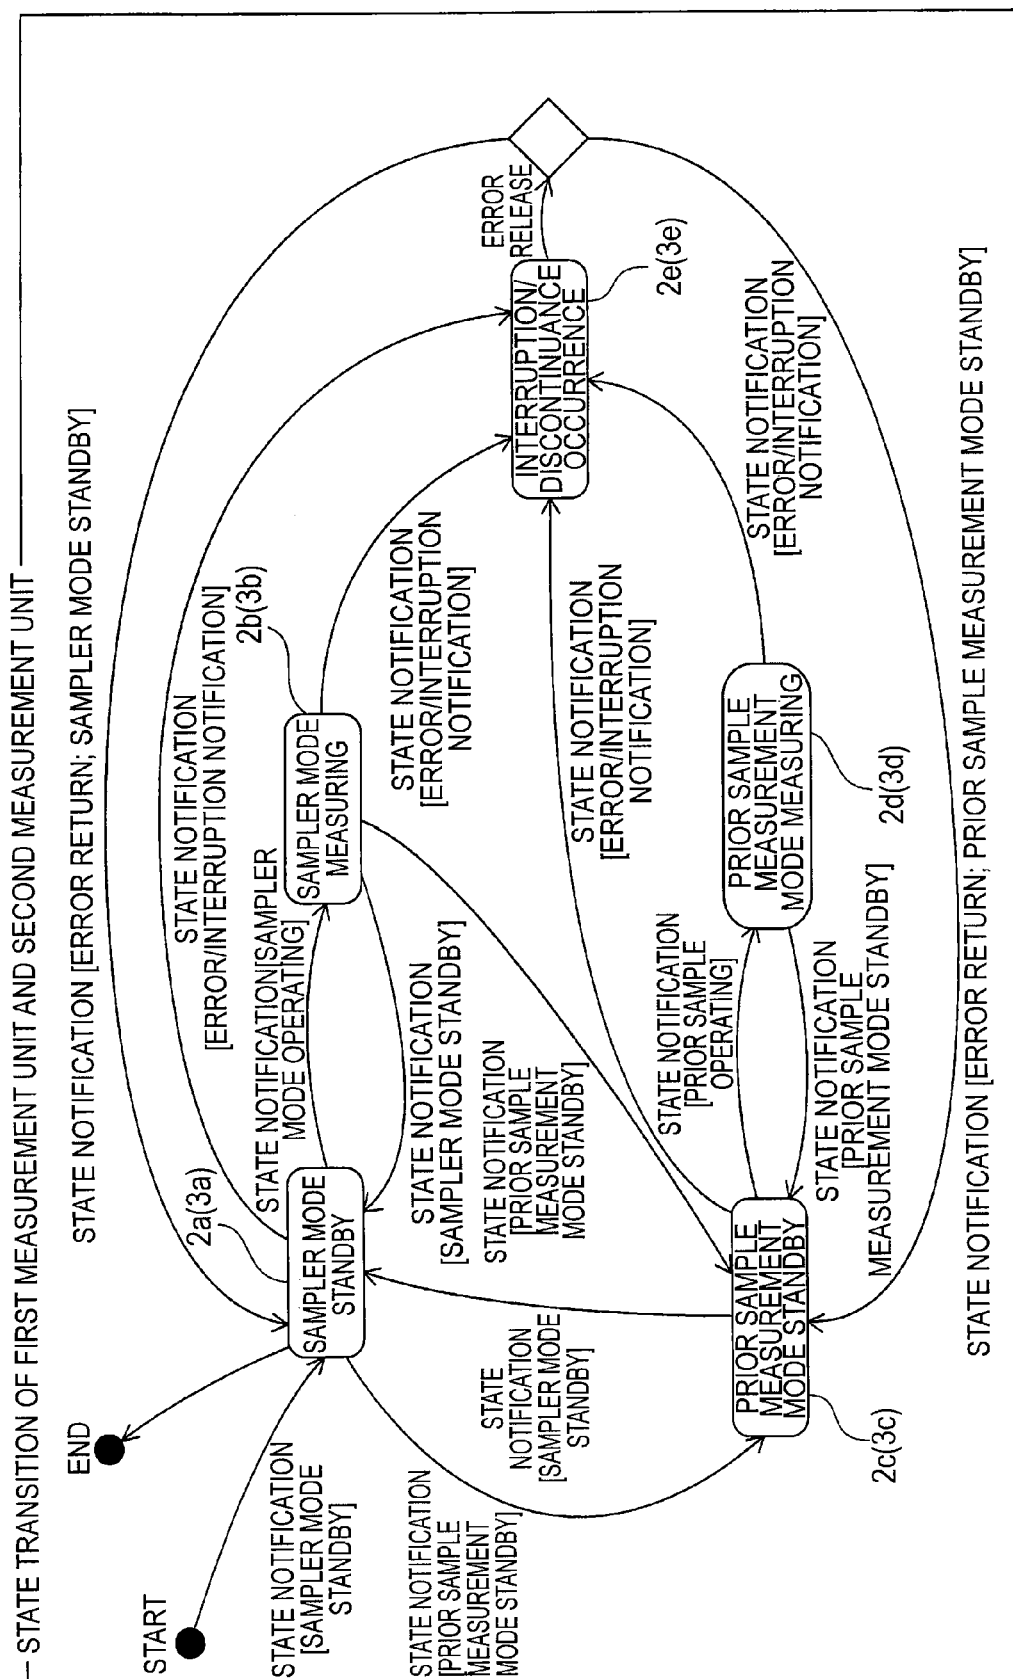 STATE TRANSITION OF FIRST MEASUREMENT UNIT AND SECOND MEASUREMENT UNIT
STATE NOTIFICATION [ERROR RETURN; SAMPLER MODE STANDBY]
END
START
STATE NOTIFICATION
[ERROR/INTERRUPTION NOTIFICATION]
2a(3a)
2b(3b)
STATE NOTIFICATION[SAMPLER
MODE OPERATING]
SAMPLER MODE
STANDBY
SAMPLER MODE
MEASURING
STATE NOTIFICATION
[SAMPLER MODE
STANDBY]
STATE NOTIFICATION
[SAMPLER MODE STANDBY]
STATE NOTIFICATION
[ERROR/INTERRUPTION
NOTIFICATION]
ERROR
RELEASE
INTERRUPTION/
DISCONTINUANCE
OCCURRENCE
2e(3e)
STATE NOTIFICATION
[PRIOR SAMPLE
MEASUREMENT
MODE STANDBY]
STATE
NOTIFICATION
[SAMPLER MODE
STANDBY]
STATE NOTIFICATION
[PRIOR SAMPLE
MEASUREMENT
MODE STANDBY]
STATE NOTIFICATION
[ERROR/INTERRUPTION
NOTIFICATION]
STATE NOTIFICATION
[PRIOR SAMPLE
OPERATING]
PRIOR SAMPLE
MEASUREMENT
MODE STANDBY
PRIOR SAMPLE
MEASUREMENT
MODE MEASURING
STATE NOTIFICATION
[ERROR/INTERRUPTION
NOTIFICATION]
2c(3c)
STATE NOTIFICATION
[PRIOR SAMPLE
MEASUREMENT MODE STANDBY]
2d(3d)
STATE NOTIFICATION [ERROR RETURN; PRIOR SAMPLE MEASUREMENT MODE STANDBY]